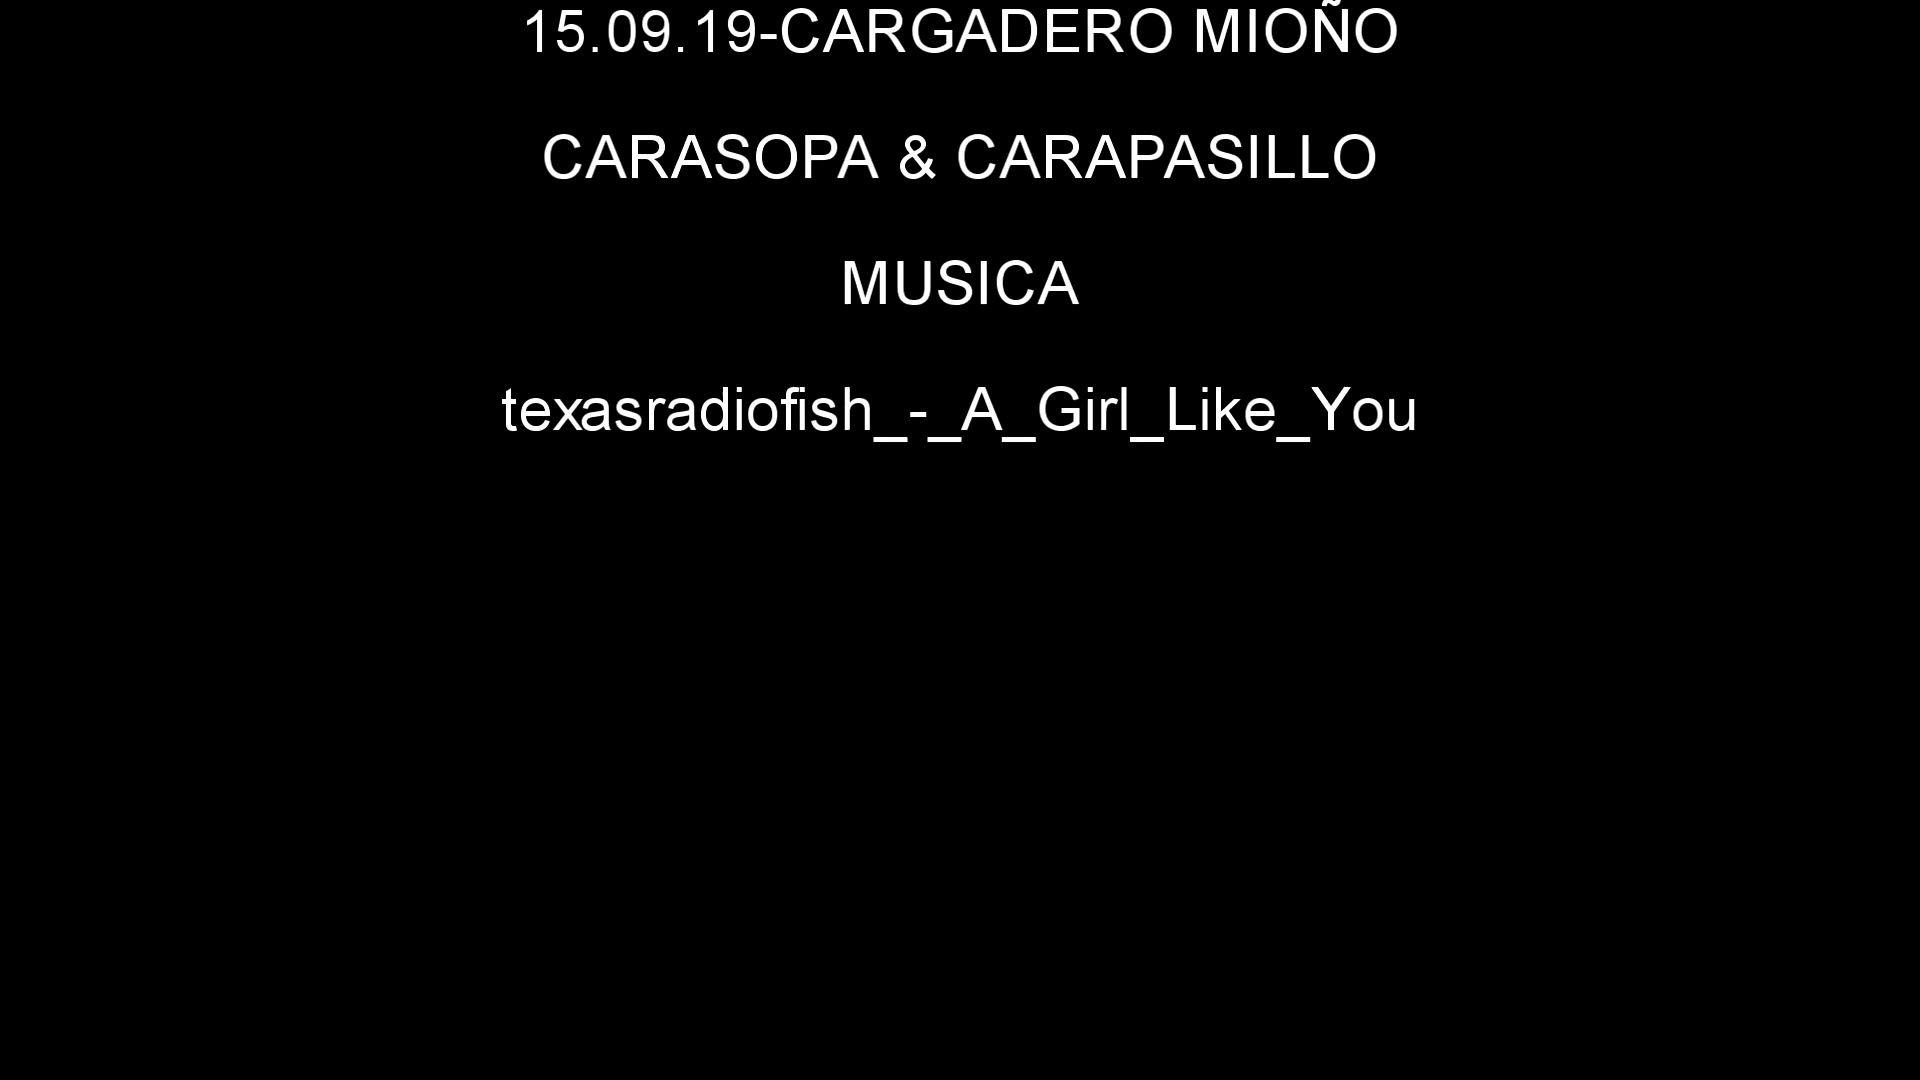 15.09.19-CARGADERO MIOÑO
CARASOPA & CARAPASILLO
MUSICA
texasradiofish_-_A_Girl_Like_You